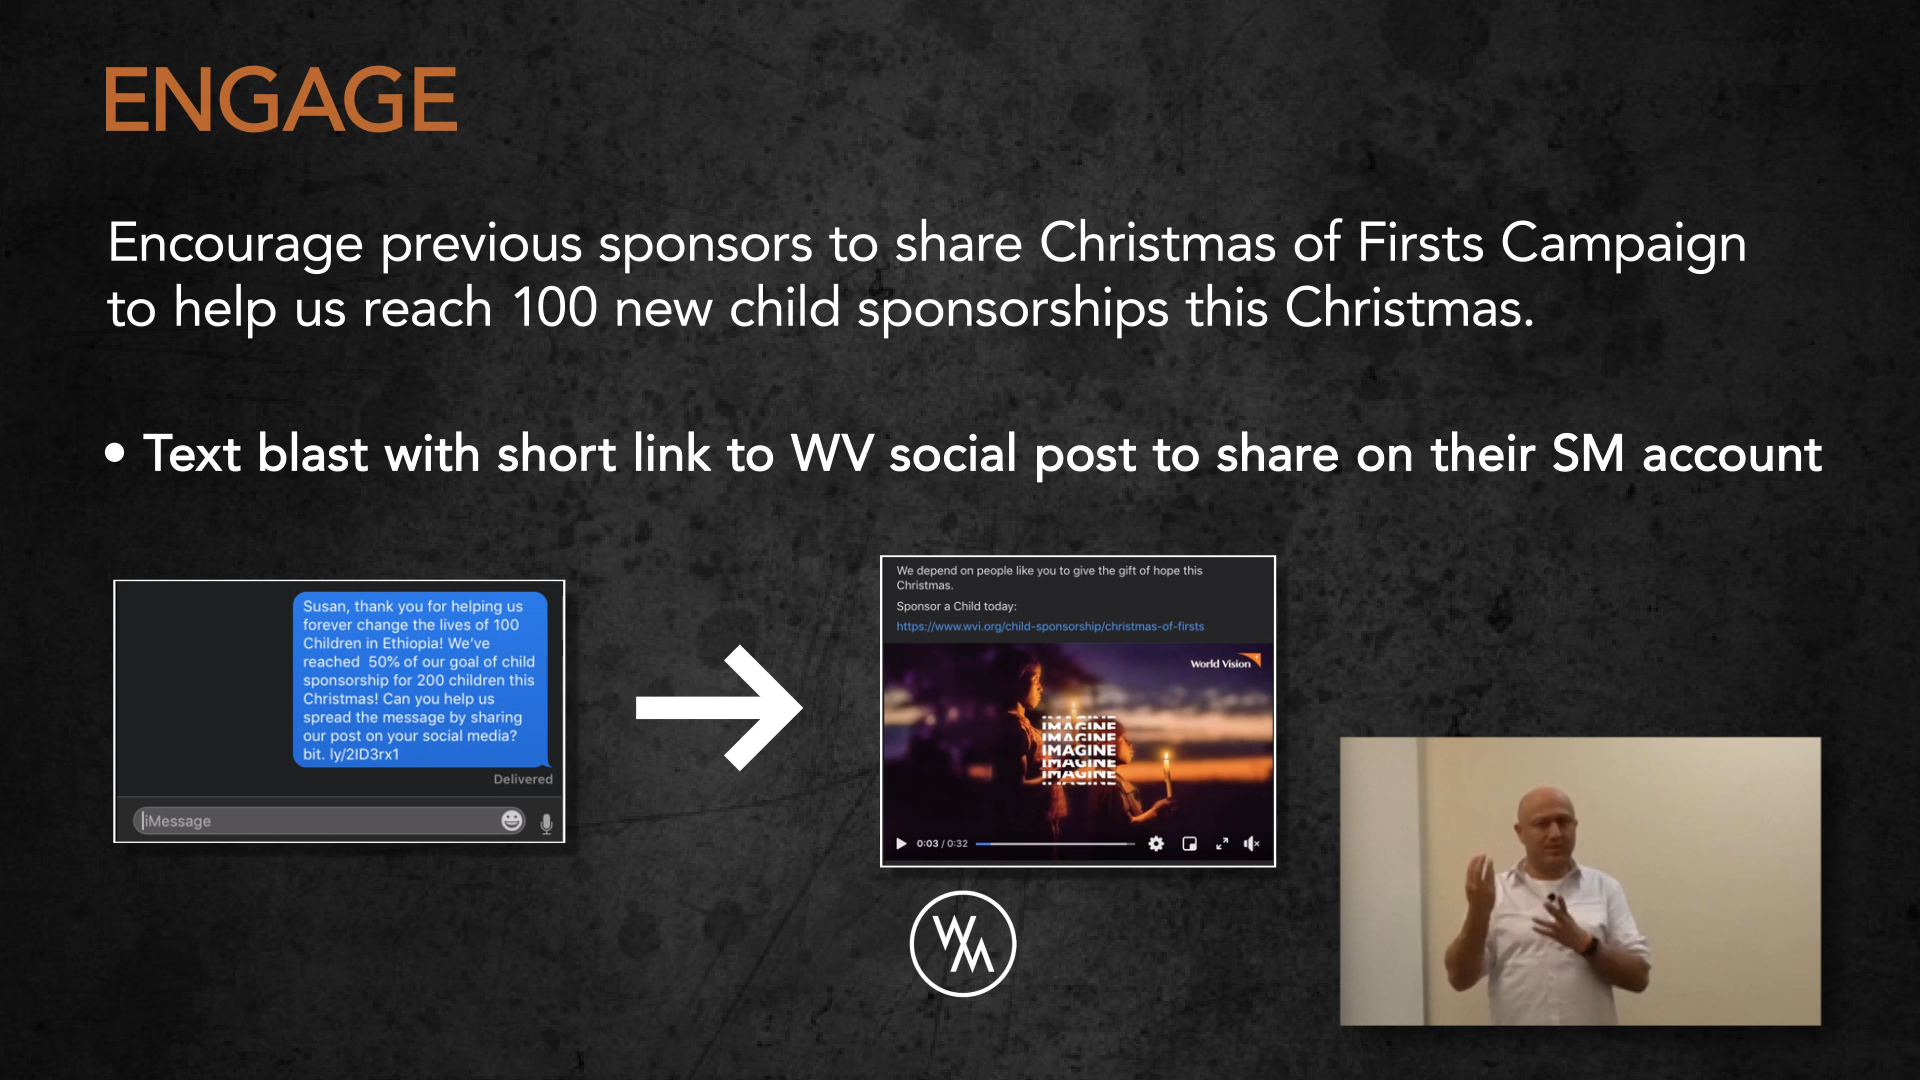 ENGAGE
Encourage previous sponsors to share Christmas of Firsts Campaign
to help us reach 100 new child sponsorships this Christmas.
• Text blast with short link to WV social post to share on their SM account
Susan, thank you for helping us
forever change the lives of 100
Children in Ethiopia! We've
reached 50% of our goal of child
sponsorship for 200 children this
Christmas! Can you help us
spread the message by sharing
our post on your social media?
bit. ly/2ID3rx1
Delivered
iMessage
We depend on people like you to give the gift of hope this
Christmas.
Sponsor a Child today:
https://www.wvi.org/child-sponsorship/christmas-of-firsts
World Vision
IMAGINE
IMAGINE
IMAGINE
IMAGINE
IMAGINE
0:03 / 0:32
WM